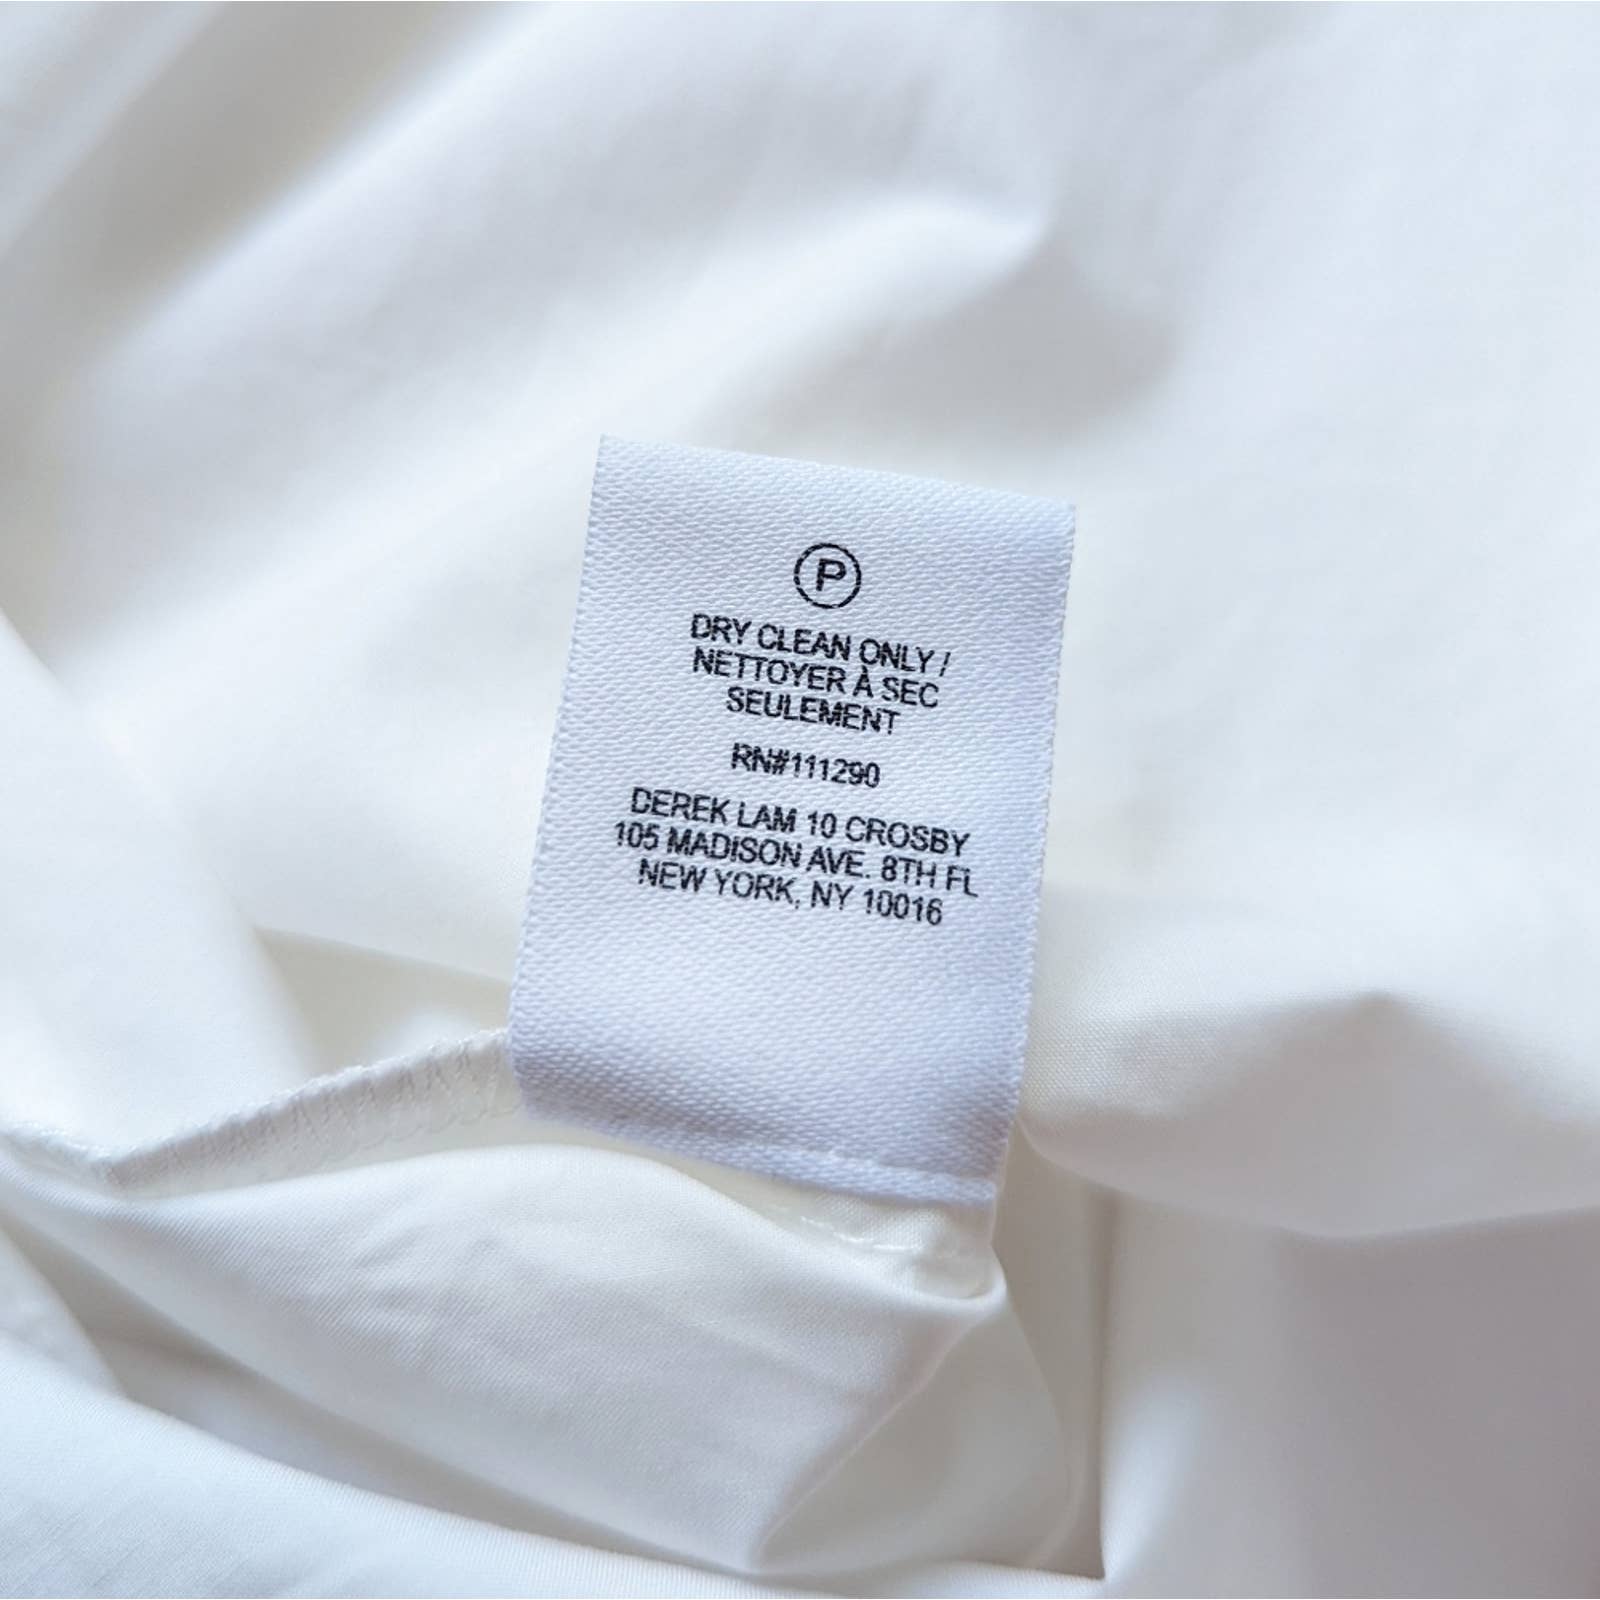 P
DRY CLEAN ONLY /
NETTOYER À SEC
SEULEMENT
RN#111290
DEREK LAM 10 CROSBY
105 MADISON AVE. 8TH FL
NEW YORK, NY 10016